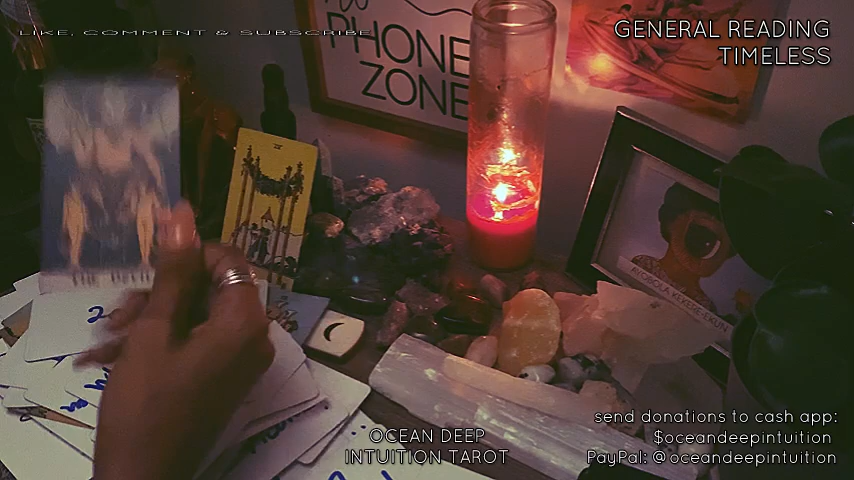 LIKE, COMMENT & SUBSCRIBE
GENERAL READING
TIMELESS
PHONE
ZONE
2
OCEAN DEEP
INTUITION TAROT
send donations to cash app:
$oceandeepintuition
PayPal: @oceandeepintuition